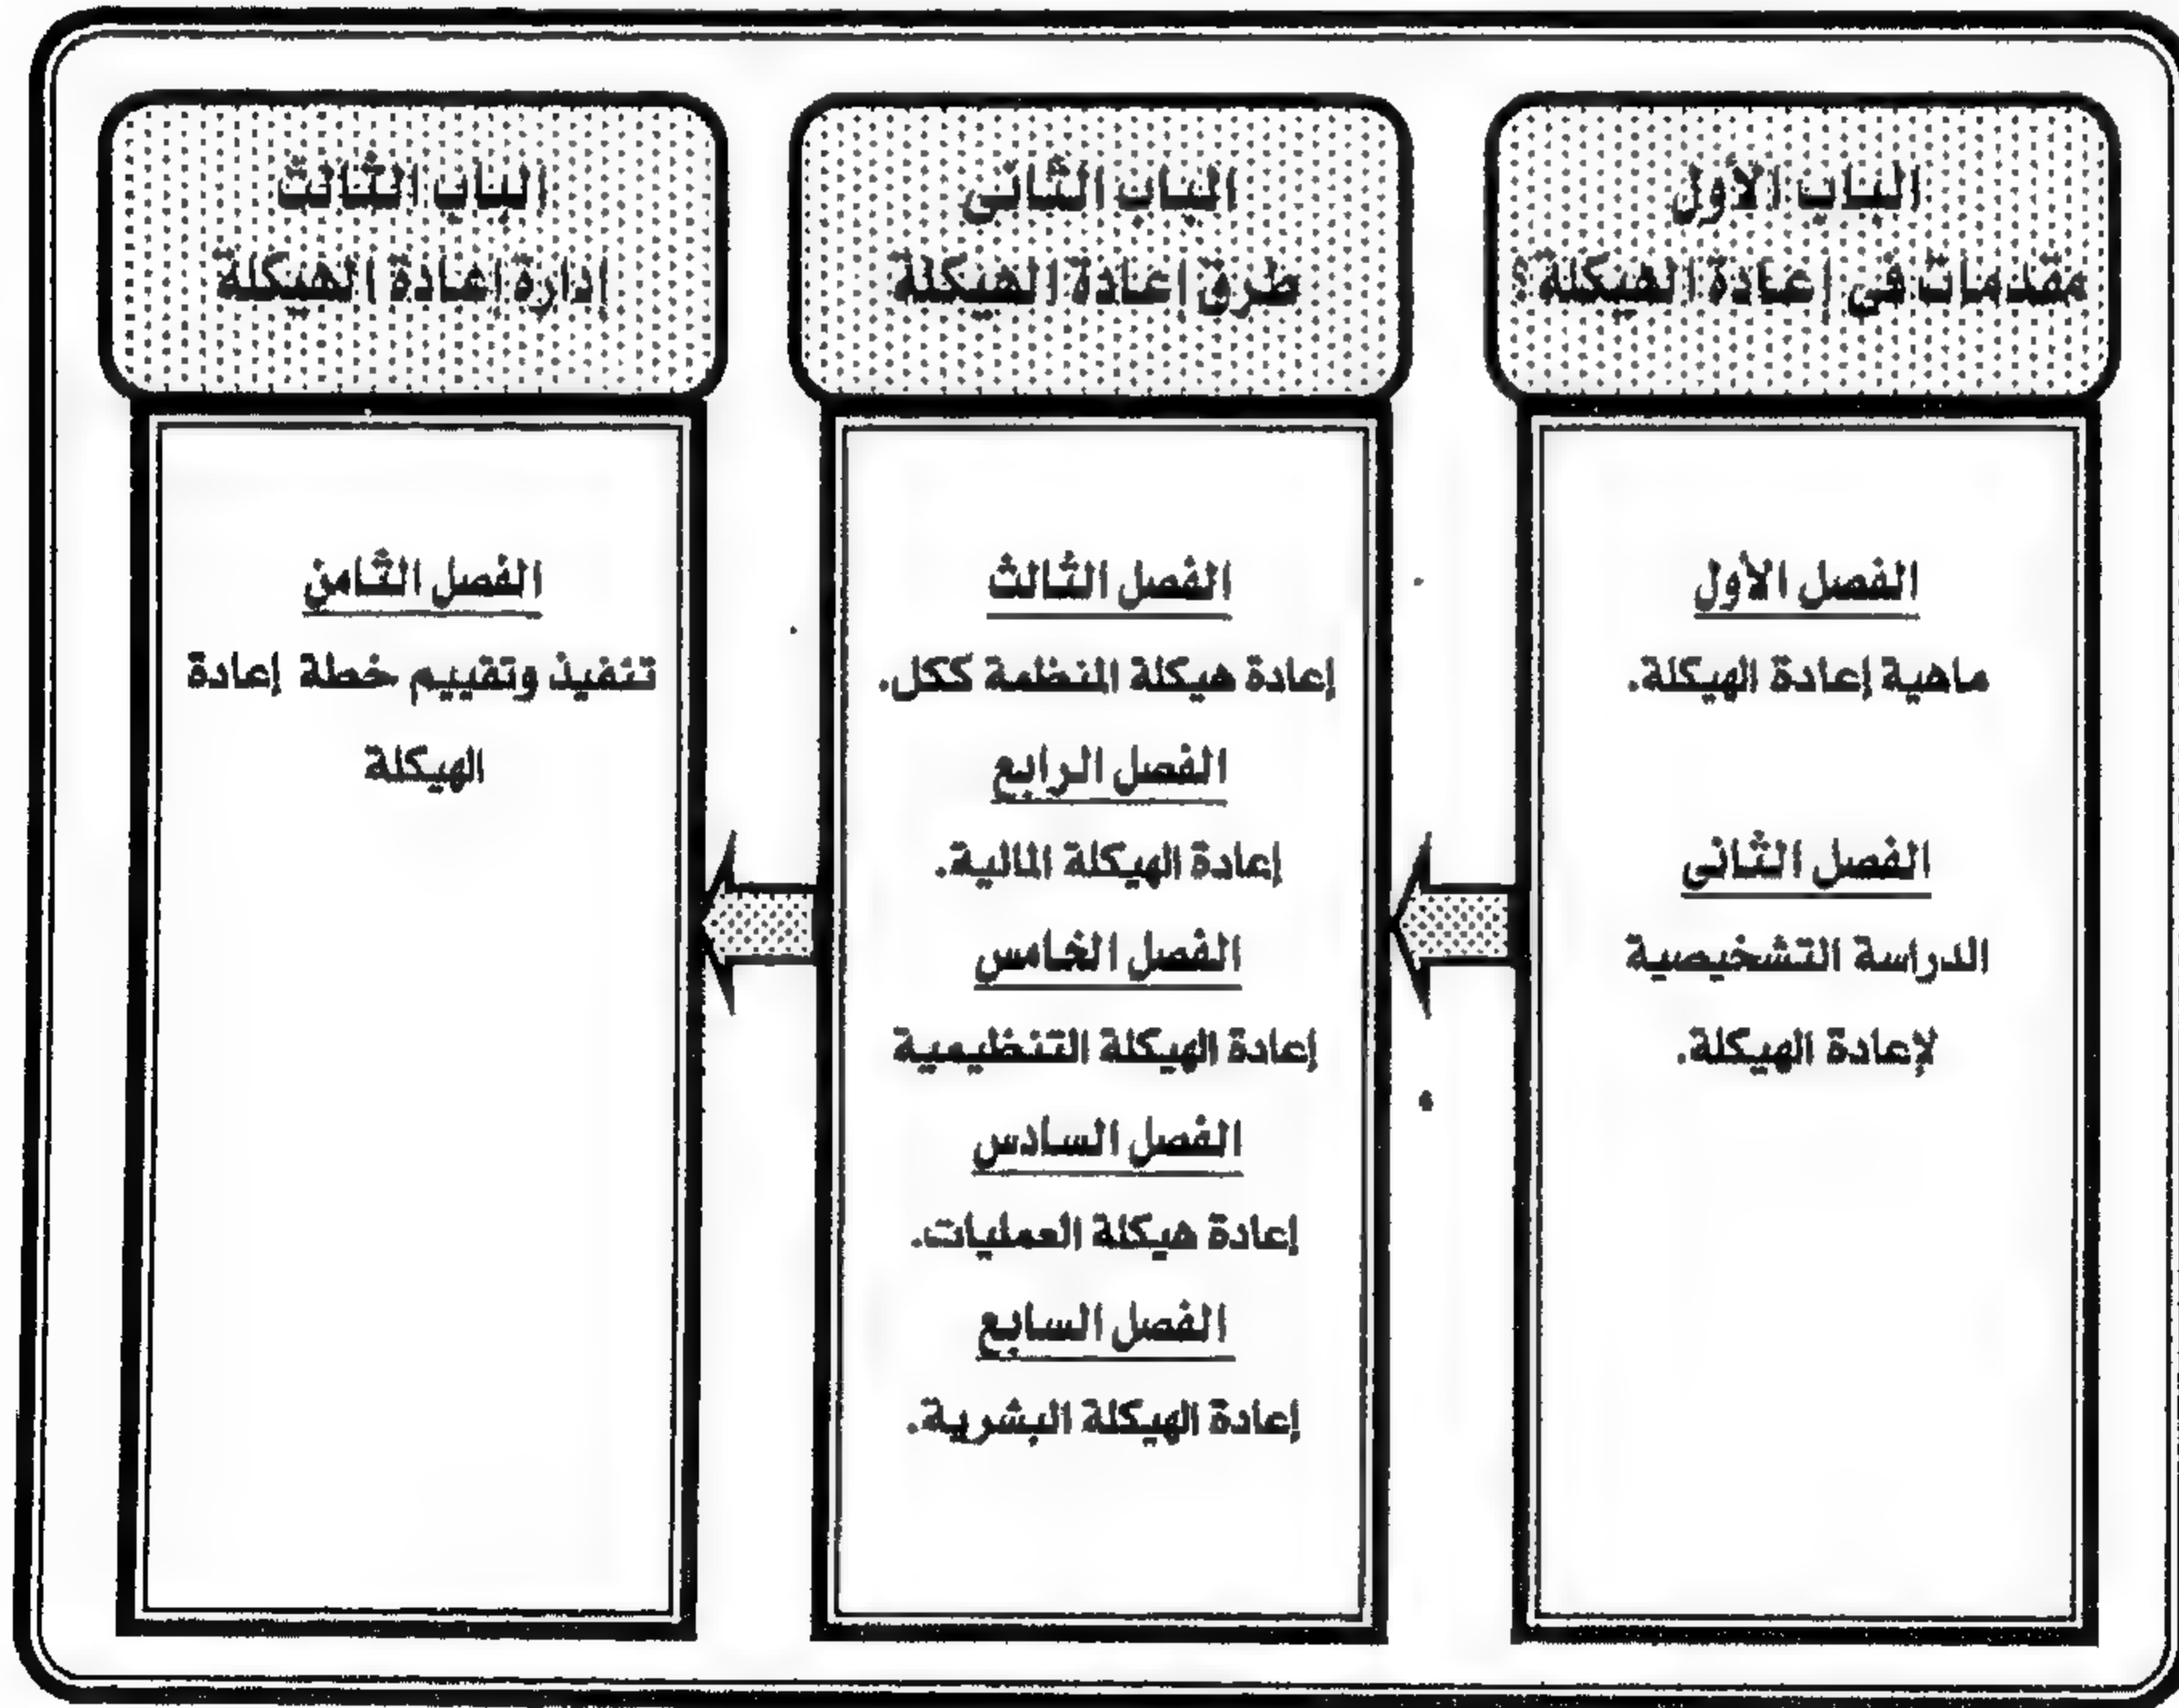 الباب الأول
مقدمات فى إعادة الهيكلة؟
الفصل الأول
ماهية إعادة الهيكلة.
الفصل الثانى
الدراسة التشخيصية
لإعادة الهيكلة.
الباب الثانى
طرق إعادة الهيكلة
الفصل الثالث
إعادة هيكلة المنظمة ككل.
الفصل الرابع
إعادة الهيكلة المالية.
الفصل الخامس
إعادة الهيكلة التنظيمية
الفصل السادس
إعادة هيكلة العمليات.
الفصل السابع
إعادة الهيكلة البشرية.
الباب الثالث
إدارة إعادة الهيكلة
الفصل الثامن
تنفيذ وتقييم خطة إعادة
الهيكلة